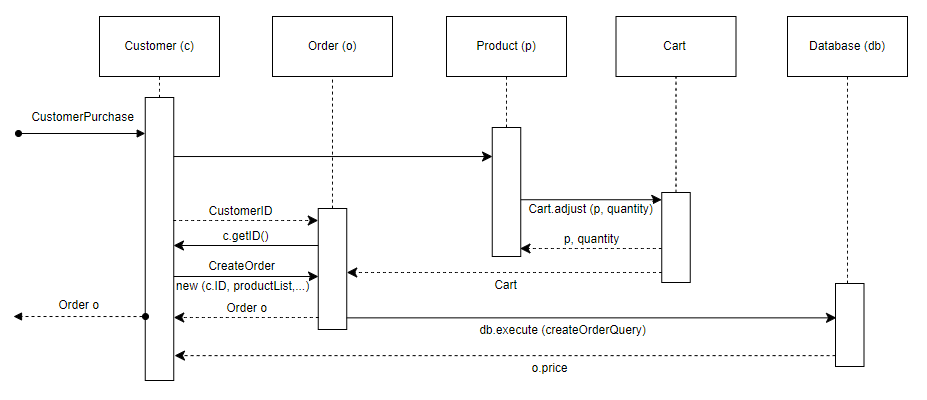 Customer (c)
Order (o)
Product (p)
Cart
Database (db)
CustomerPurchase
CustomerID
Cart.adjust (p, quantity)
c.getID()
p, quantity
CreateOrder
new (c.ID, productList,...)
Cart
Order o
Order o
db.execute (createOrderQuery)
o.price